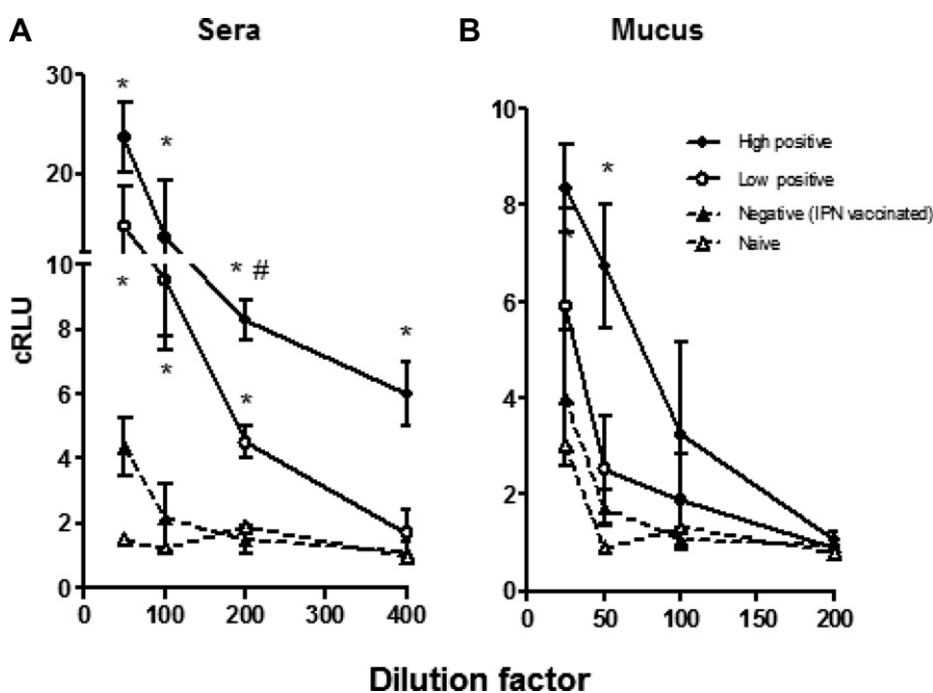 A
Sera
B
Mucus
30
20
10
8
6
4
2
0
cRLU
* * * # * * * *
0 100 200 300 400
10
8
6
4
2
0
* *
High positive
Low positive
Negative (IPN vaccinated)
Naive
0 50 100 150 200
Dilution factor